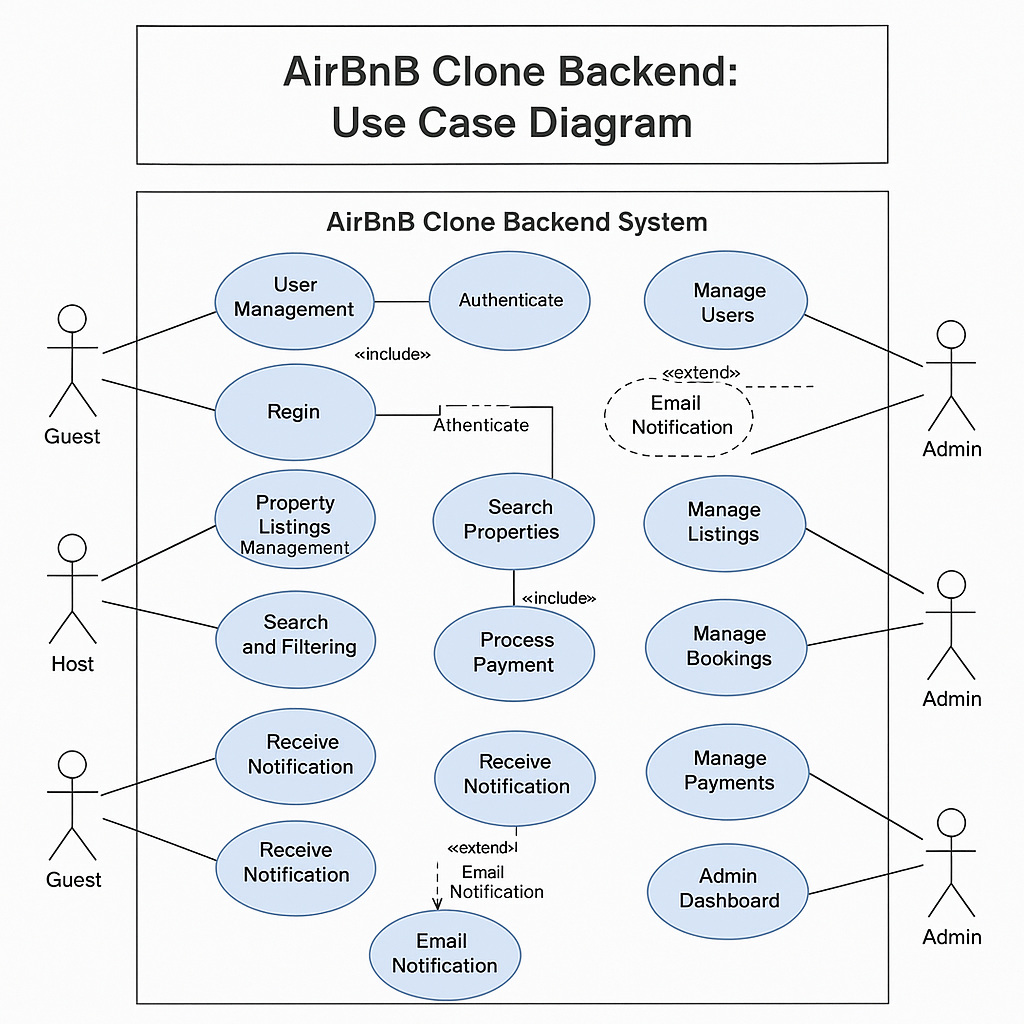 AirBnB Clone Backend:
Use Case Diagram
AirBnB Clone Backend System
User
Management
Authenticate
Manage
Users
«include»
«extend»
Guest
Regin
Athenticate
Email
Notification
Admin
Property
Listings
Management
Search
Properties
Manage
Listings
Host
Search
and Filtering
«include»
Process
Payment
Manage
Bookings
Admin
Receive
Notification
Receive
Notification
Manage
Payments
Guest
Receive
Notification
«extend»
Email
Notification
Admin
Dashboard
Admin
Email
Notification